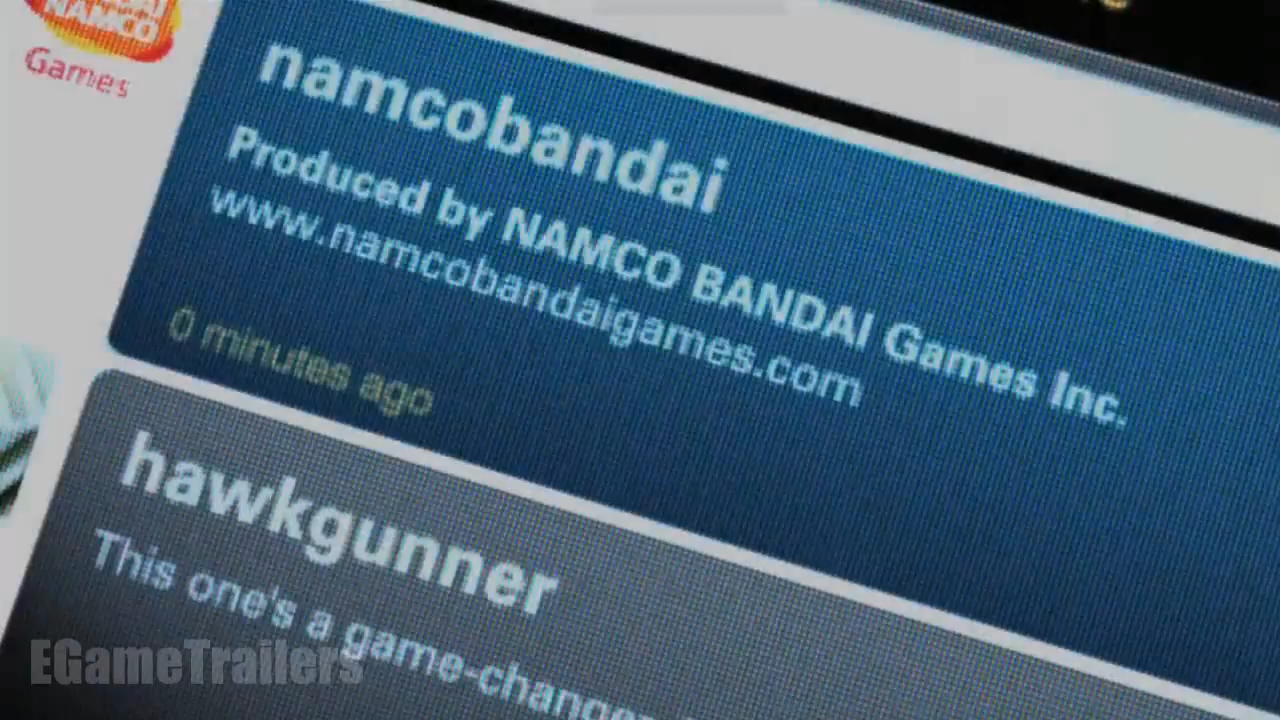 NAMCO
Games
namcobandai
Produced by NAMCO BANDAI Games Inc.
www.namcobandaigames.com
0 minutes ago
hawkgunner
This one's a game-changer
EGameTrailers